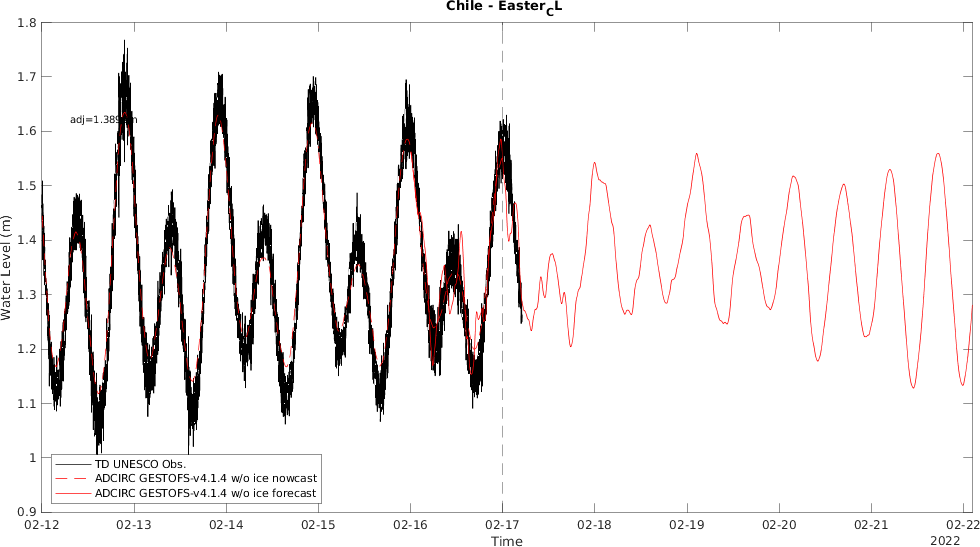 Chile - Easter_CL
1.8
1.7
1.6
1.5
1.4
1.3
1.2
1.1
1
0.9
Water Level (m)
adj=1.389
TD UNESCO Obs.
ADCIRC GESTOFS-v4.1.4 w/o ice nowcast
ADCIRC GESTOFS-v4.1.4 w/o ice forecast
02-12 02-13 02-14 02-15 02-16 02-17 02-18 02-19 02-20 02-21 02-22
Time
2022